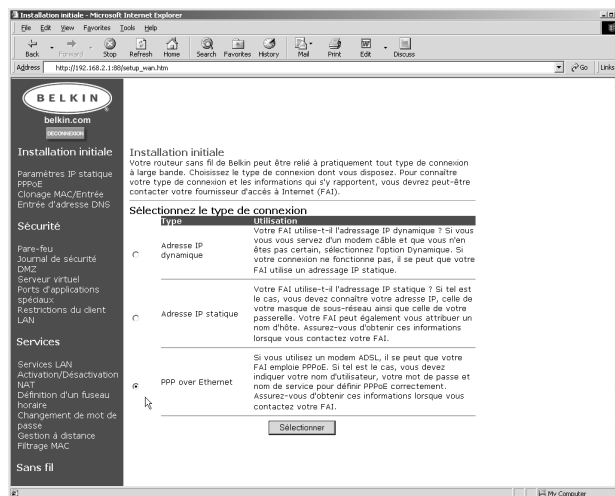 Installation initiale - Microsoft Internet Explorer
File Edit View Favorites Tools Help
Back Forward Stop Refresh Home Search Favorites History Mail Print Edit Discuss
Address http://192.168.2.1:88/setup_wan.htm Go Links
BELKIN
belkin.com
DECONNEXION
Installation initiale
Paramètres IP statique
PPPoE
Clonage MAC/Entrée
Entrée d'adresse DNS
Sécurité
Pare-feu
Journal de sécurité
DMZ
Serveur virtuel
Ports d'applications
spéciaux
Restrictions du client
LAN
Services
Services LAN
Activation/Désactivation
NAT
Définition d'un fuseau
horaire
Changement de mot de
passe
Gestion à distance
Filtrage MAC
Sans fil
Installation initiale
Votre routeur sans fil de Belkin peut être relié à pratiquement tout type de connexion
à large bande. Choisissez le type de connexion dont vous disposez. Pour connaître
votre type de connexion et les informations qui s'y rapportent, vous devrez peut-être
contacter votre fournisseur d'accès à Internet (FAI).
Sélectionnez le type de connexion
Type Utilisation
Adresse IP
dynamique
Votre FAI utilise-t-il l'adressage IP dynamique ? Si vous
vous vous servez d'un modem câble et que vous n'en
êtes pas certain, sélectionnez l'option Dynamique. Si
votre connexion ne fonctionne pas, il se peut que votre
FAI utilise un adressage IP statique.
Adresse IP statique
Votre FAI utilise-t-il l'adressage IP statique ? Si tel est
le cas, vous devez connaître votre adresse IP, celle de
votre masque de sous-réseau ainsi que celle de votre
passerelle. Votre FAI peut également vous attribuer un
nom d'hôte. Assurez-vous d'obtenir ces informations
lorsque vous contactez votre FAI.
PPP over Ethernet
Si vous utilisez un modem ADSL, il se peut que votre
FAI emploie PPPoE. Si tel est le cas, vous devez
indiquer votre nom d'utilisateur, votre mot de passe et
nom de service pour définir PPPoE correctement.
Assurez-vous d'obtenir ces informations lorsque vous
contactez votre FAI.
Sélectionner
My Computer